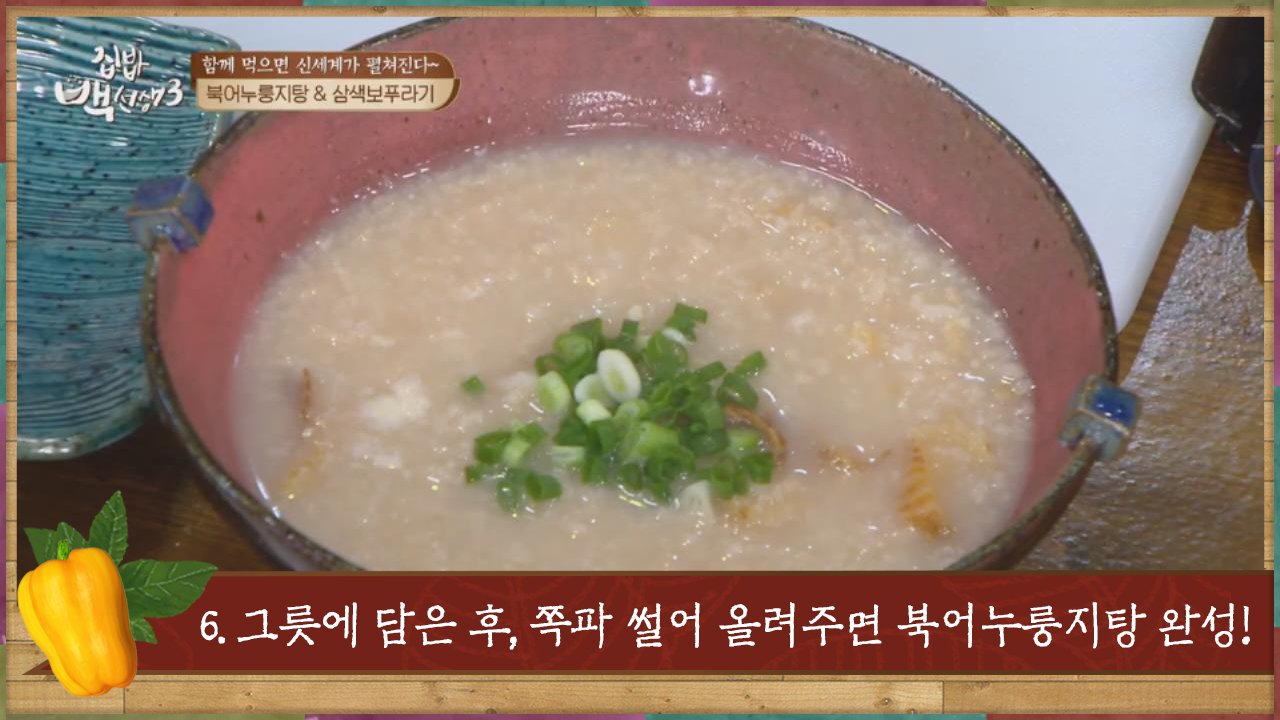 집밥
백선생3
함께 먹으면 신세계가 펼쳐진다~
북어누룽지탕 & 삼색보푸라기
6. 그릇에 담은 후, 쪽파 썰어 올려주면 북어누룽지탕 완성!